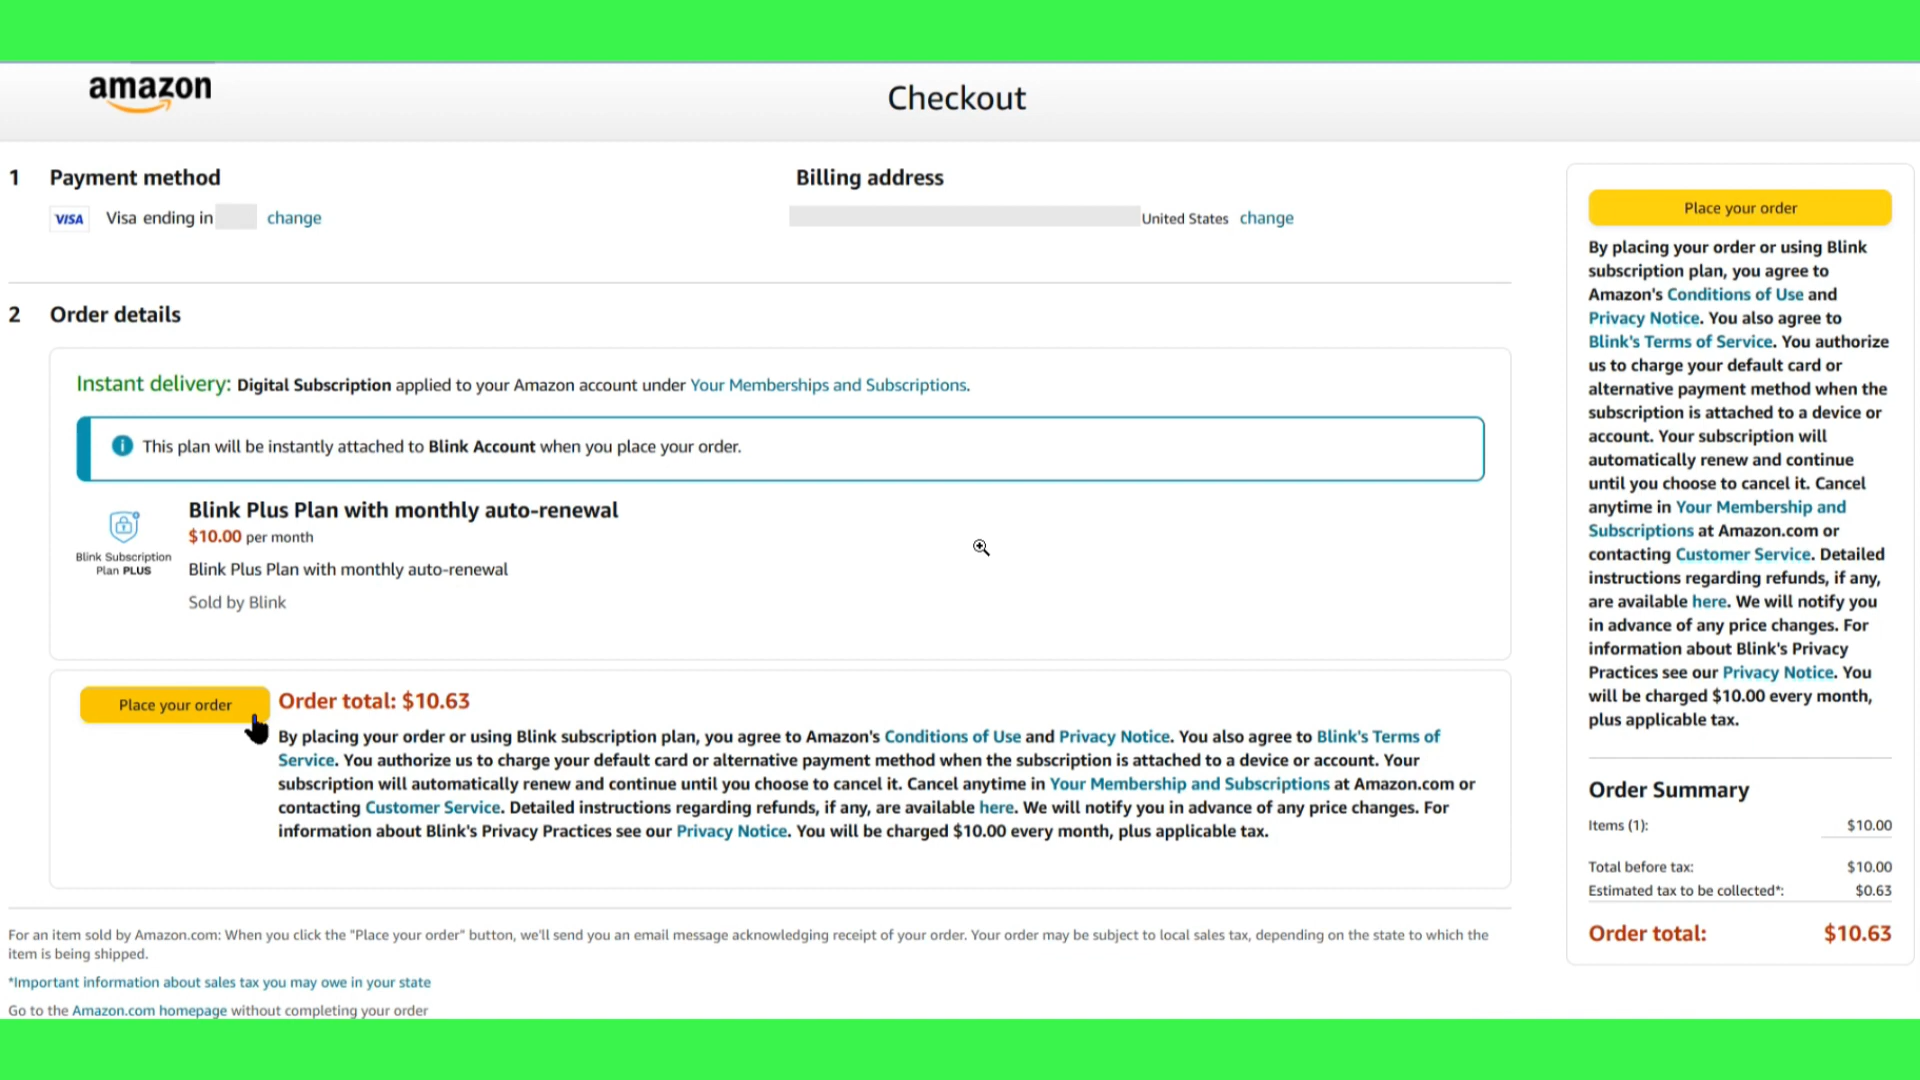 amazon
Checkout
1 Payment method
VISA Visa ending in change
Billing address
United States change
2 Order details
Instant delivery: Digital Subscription applied to your Amazon account under Your Memberships and Subscriptions.
This plan will be instantly attached to Blink Account when you place your order.
Blink Subscription
Plan PLUS
Blink Plus Plan with monthly auto-renewal
$10.00 per month
Blink Plus Plan with monthly auto-renewal
Sold by Blink
Place your order
Order total: $10.63
By placing your order or using Blink subscription plan, you agree to Amazon's Conditions of Use and Privacy Notice. You also agree to Blink's Terms of
Service. You authorize us to charge your default card or alternative payment method when the subscription is attached to a device or account. Your
subscription will automatically renew and continue until you choose to cancel it. Cancel anytime in Your Membership and Subscriptions at Amazon.com or
contacting Customer Service. Detailed instructions regarding refunds, if any, are available here. We will notify you in advance of any price changes. For
information about Blink's Privacy Practices see our Privacy Notice. You will be charged $10.00 every month, plus applicable tax.
For an item sold by Amazon.com: When you click the "Place your order" button, we'll send you an email message acknowledging receipt of your order. Your order may be subject to local sales tax, depending on the state to which the
item is being shipped.
*Important information about sales tax you may owe in your state
Go to the Amazon.com homepage without completing your order
Place your order
By placing your order or using Blink
subscription plan, you agree to
Amazon's Conditions of Use and
Privacy Notice. You also agree to
Blink's Terms of Service. You authorize
us to charge your default card or
alternative payment method when the
subscription is attached to a device or
account. Your subscription will
automatically renew and continue
until you choose to cancel it. Cancel
anytime in Your Membership and
Subscriptions at Amazon.com or
contacting Customer Service. Detailed
instructions regarding refunds, if any,
are available here. We will notify you
in advance of any price changes. For
information about Blink's Privacy
Practices see our Privacy Notice. You
will be charged $10.00 every month,
plus applicable tax.
Order Summary
Items (1): $10.00
Total before tax: $10.00
Estimated tax to be collected*: $0.63
Order total: $10.63